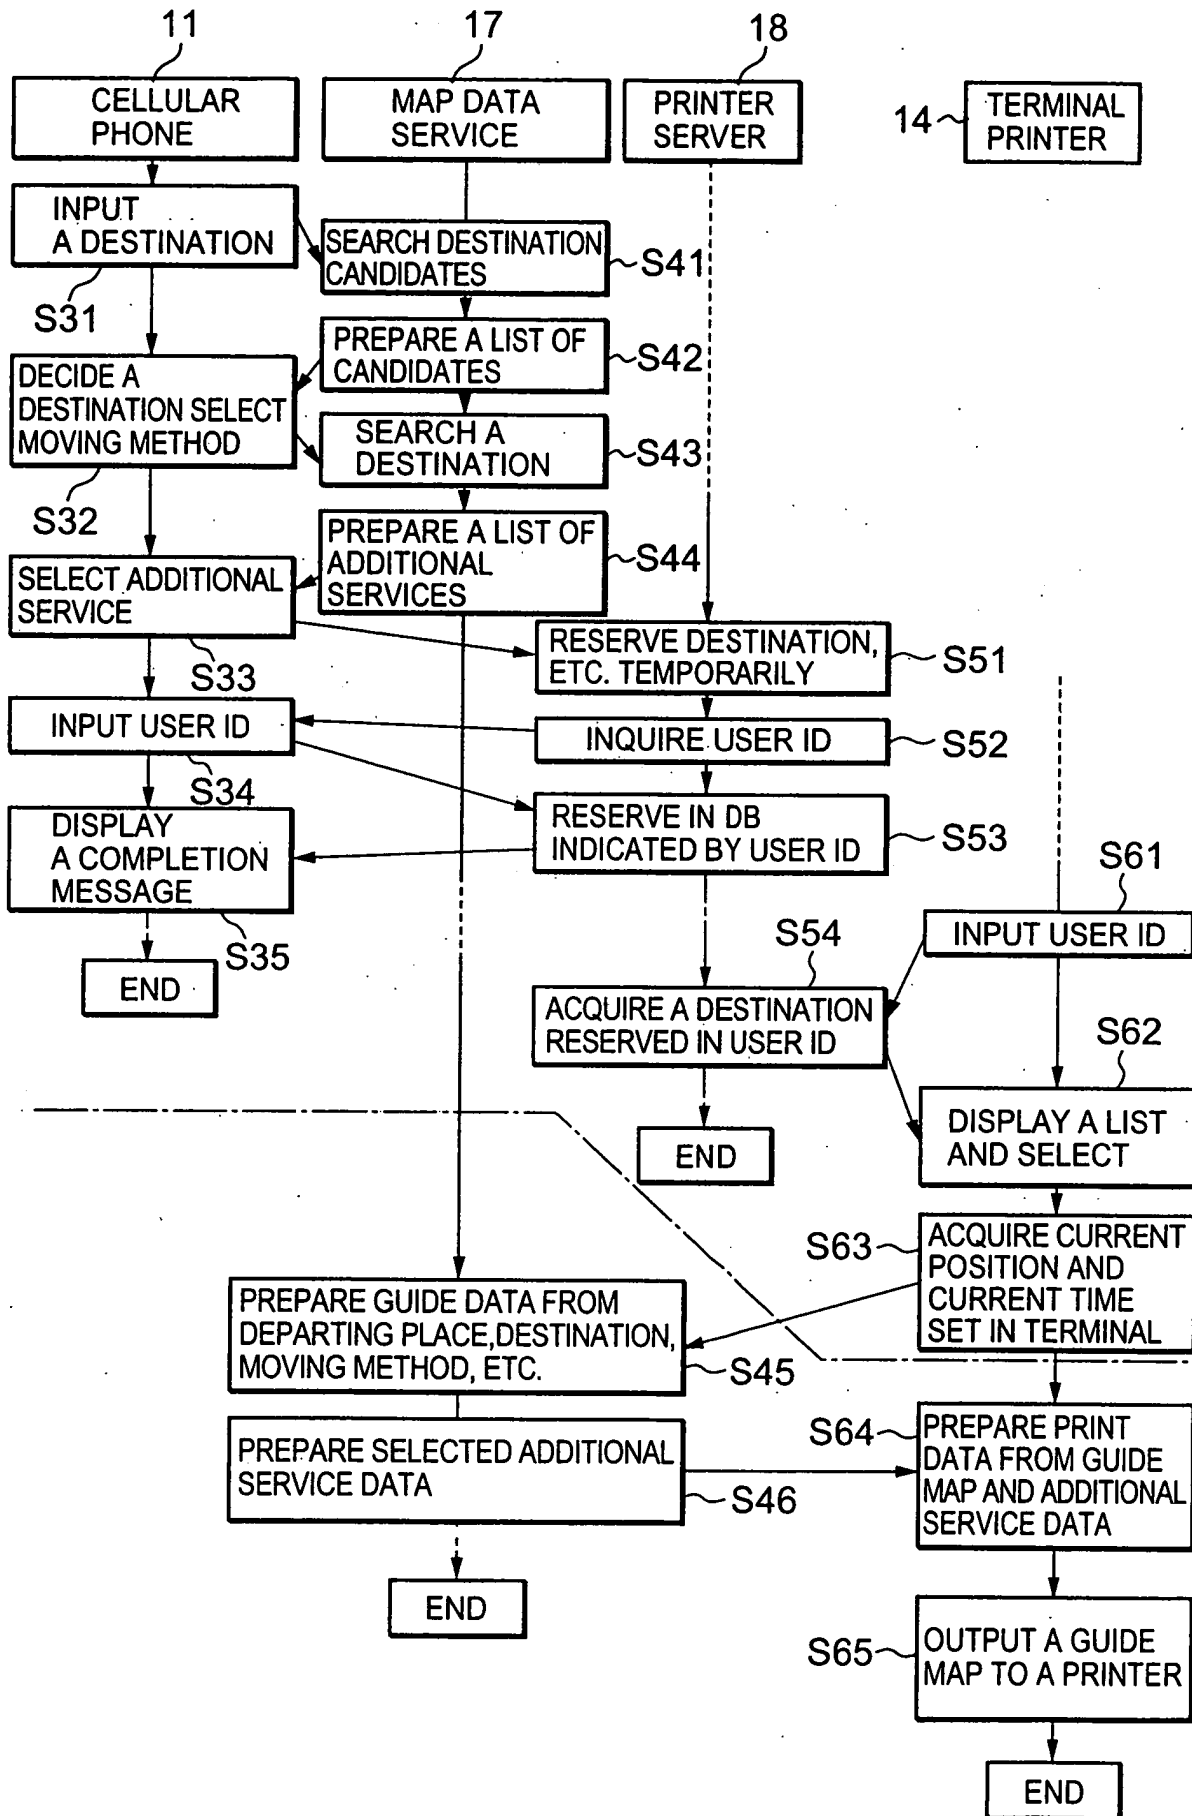 11
17
18
CELLULAR
PHONE
MAP DATA
SERVICE
PRINTER
SERVER
14
TERMINAL
PRINTER
INPUT
A DESTINATION
S31
SEARCH DESTINATION
CANDIDATES
S41
PREPARE A LIST OF
CANDIDATES
S42
DECIDE A
DESTINATION SELECT
MOVING METHOD
S32
SEARCH A
DESTINATION
S43
PREPARE A LIST OF
ADDITIONAL
SERVICES
S44
SELECT ADDITIONAL
SERVICE
S33
RESERVE DESTINATION,
ETC. TEMPORARILY
S51
INPUT USER ID
S34
INQUIRE USER ID
S52
DISPLAY
A COMPLETION
MESSAGE
S35
RESERVE IN DB
INDICATED BY USER ID
S53
S61
INPUT USER ID
END
S54
ACQUIRE A DESTINATION
RESERVED IN USER ID
S62
DISPLAY A LIST
AND SELECT
END
S63
ACQUIRE CURRENT
POSITION AND
CURRENT TIME
SET IN TERMINAL
PREPARE GUIDE DATA FROM
DEPARTING PLACE,DESTINATION,
MOVING METHOD, ETC.
S45
PREPARE SELECTED ADDITIONAL
SERVICE DATA
S46
S64
PREPARE PRINT
DATA FROM GUIDE
MAP AND ADDITIONAL
SERVICE DATA
END
S65
OUTPUT A GUIDE
MAP TO A PRINTER
END